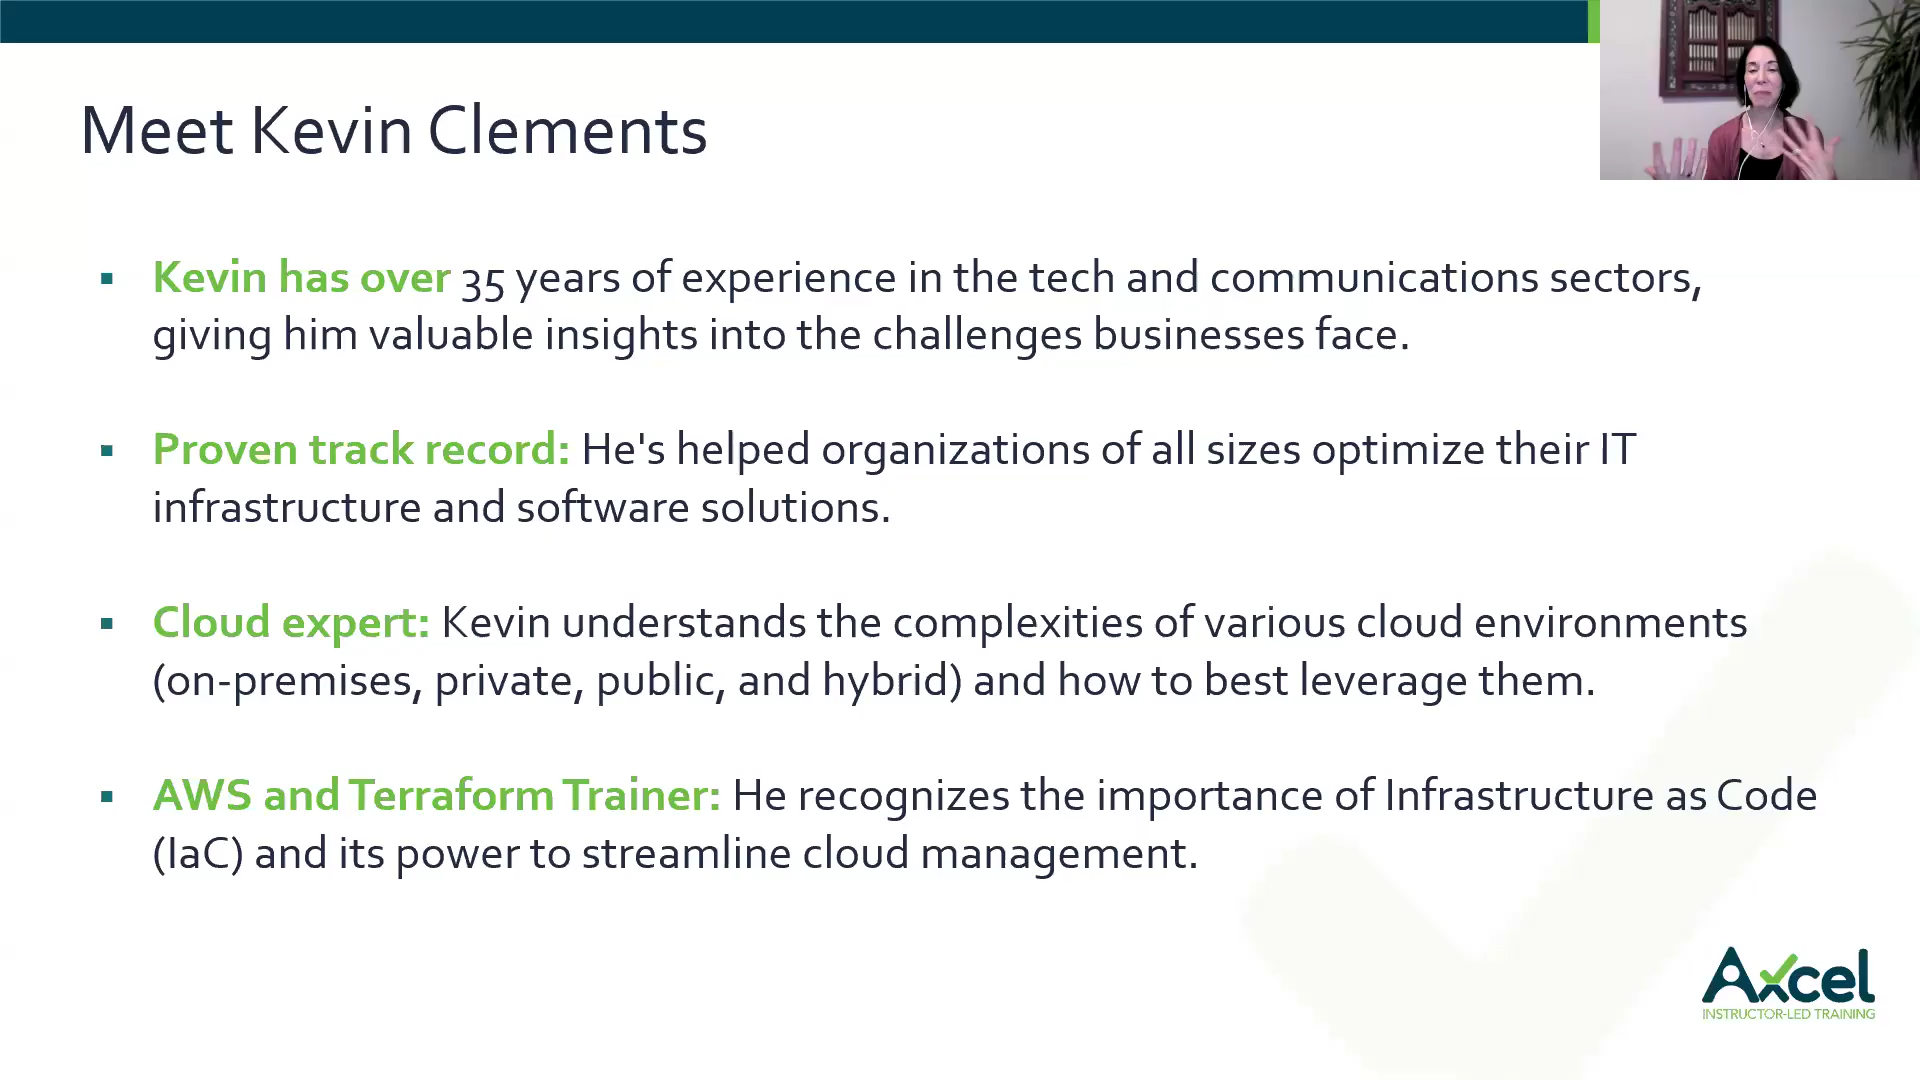 Meet Kevin Clements
▪ Kevin has over 35 years of experience in the tech and communications sectors,
giving him valuable insights into the challenges businesses face.
▪ Proven track record: He's helped organizations of all sizes optimize their IT
infrastructure and software solutions.
▪ Cloud expert: Kevin understands the complexities of various cloud environments
(on-premises, private, public, and hybrid) and how to best leverage them.
▪ AWS and Terraform Trainer: He recognizes the importance of Infrastructure as Code
(IaC) and its power to streamline cloud management.
Axcel
INSTRUCTOR-LED TRAINING